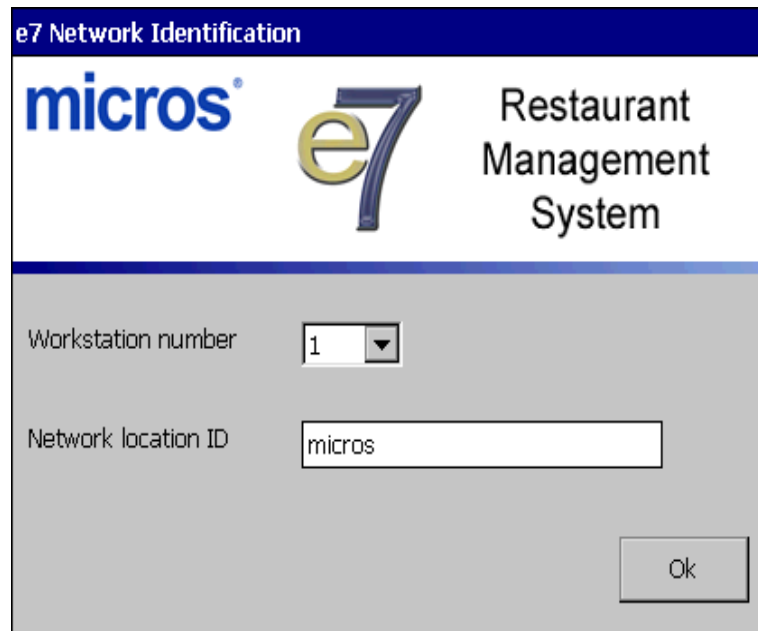 e7 Network Identification
micros®
e7
Restaurant
Management
System
Workstation number
1
Network location ID
micros
Ok